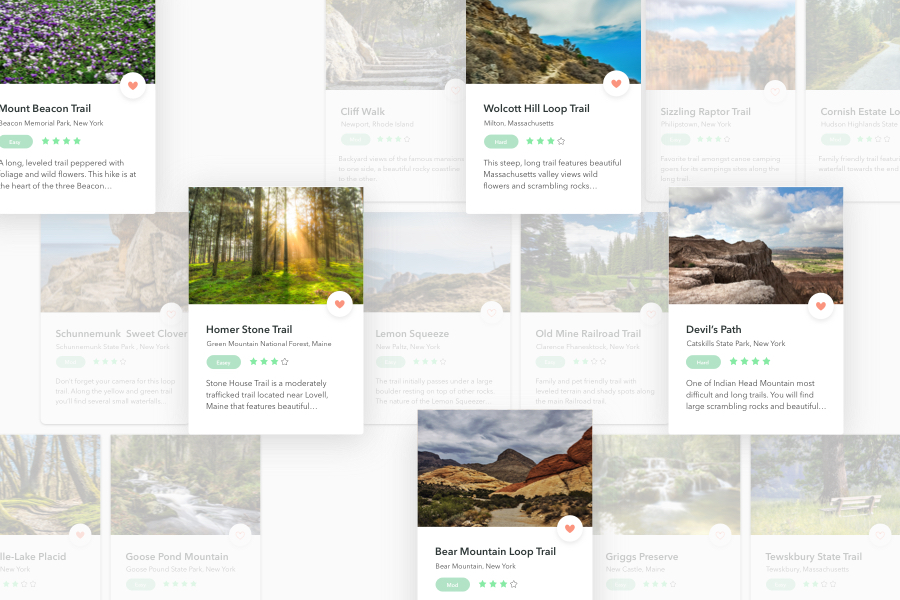 Mount Beacon Trail
Beacon Memorial Park, New York
Easy
A long, leveled trail peppered with
foliage and wild flowers. This hike is at
the heart of the three Beacon…
Cliff Walk
Newport, Rhode Island
Backyard views of the famous mansions
to one side, a beautiful rocky coastline
to the other.
Wolcott Hill Loop Trail
Milton, Massachusetts
Hard
This steep, long trail features beautiful
Massachusetts valley views wild
flowers and scrambling rocks…
Sizzling Raptor Trail
Philipstown, New York
Favorite trail amongst canoe camping
goers for its campings sites along the
long trail.
Cornish Estate Lo
Hudson Highlands State
Family friendly trail featu
waterfall towards the en
Schunnemunk Sweet Clover
Schunnemunk State Park, New York
Don't forget your camera for this loop
trail. Along the yellow and green trail
you'll find several small waterfalls…
Homer Stone Trail
Green Mountain National Forest, Maine
Easy
Stone House Trail is a moderately
trafficked trail located near Lovell,
Maine that features beautiful…
Lemon Squeeze
New Paltz, New York
The trail initially passes under a large
boulder resting on top of other rocks.
The nature of the Lemon Squeeze…
Old Mine Railroad Trail
Clarence Fahnestock, New York
Family and pet friendly trail with
leveled terrain and shady spots along
the main Railroad trail.
Devil's Path
Catskills State Park, New York
Hard
One of Indian Head Mountain most
difficult and long trails. You will find
large scrambling rocks and beautiful…
lle-Lake Placid
New York
Goose Pond Mountain
Goose Pound State Park, New York
Bear Mountain Loop Trail
Bear Mountain, New York
Mod
Griggs Preserve
New Castle, Maine
Tewskbury State Trail
Tewksbury, Massachusetts